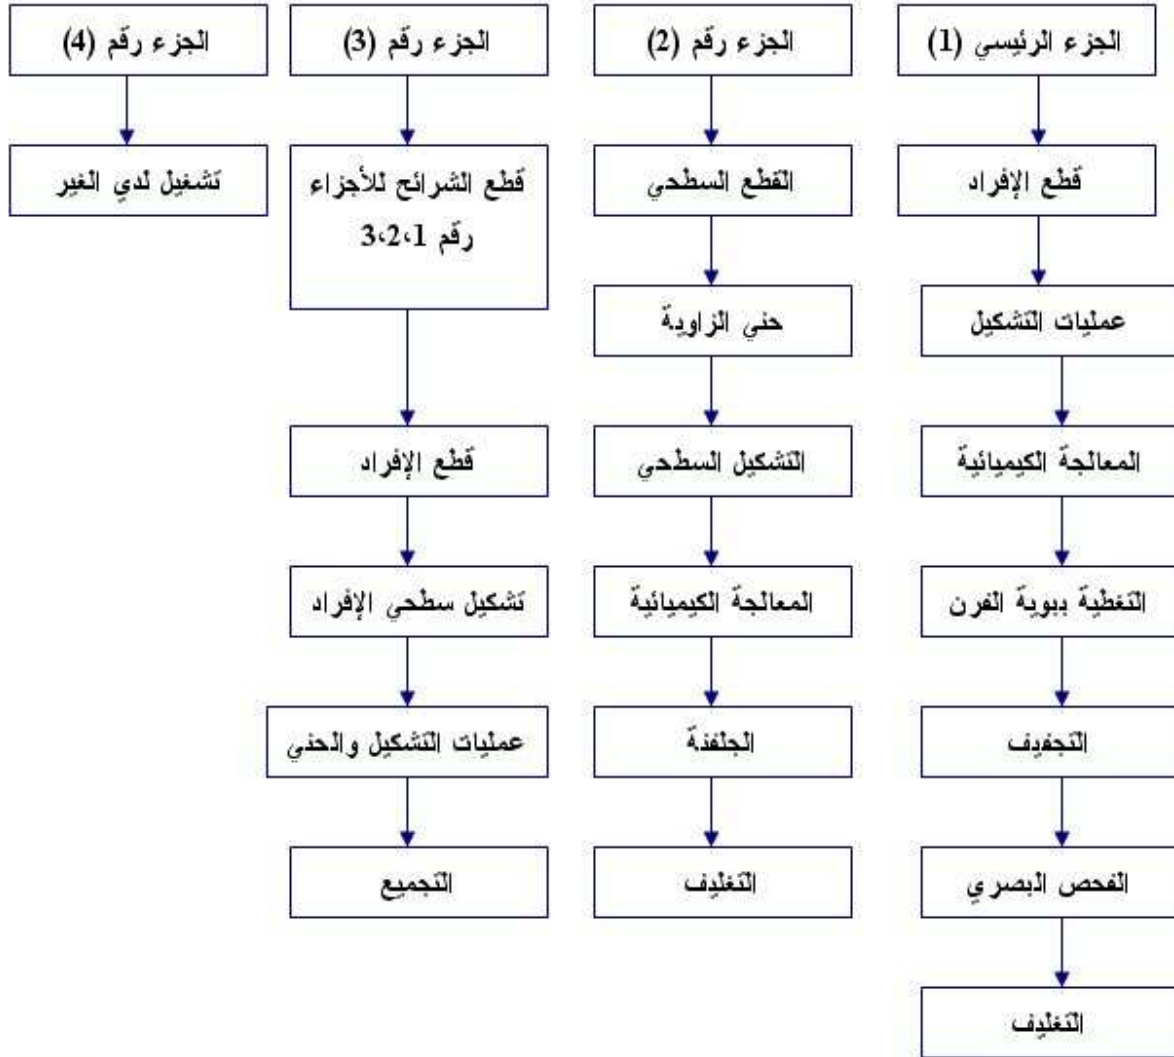 الجزء الرئيسي (1)
قطع الإفراد
عمليات التشكيل
المعالجة الكيميائية
التغطية ببوية الفرن
التجفيف
الفحص البصري
التغليف
الجزء رقم (2)
القطع السطحي
حني الزاوية
التشكيل السطحي
المعالجة الكيميائية
الجلفنة
التغليف
الجزء رقم (3)
قطع الشرائح للأجزاء
رقم 1،2،3
قطع الإفراد
تشكيل سطحي الإفراد
عمليات التشكيل والحني
التجميع
الجزء رقم (4)
تشغيل لدي الغير